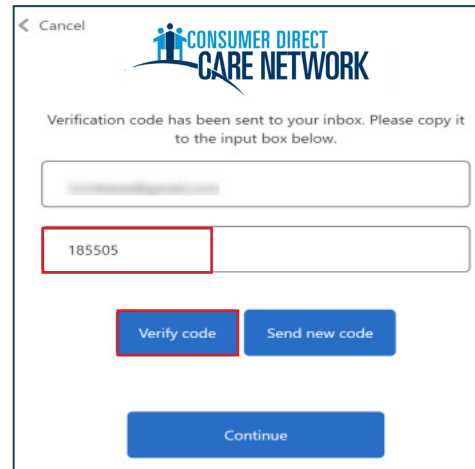 Cancel
CONSUMER DIRECT
CARE NETWORK
Verification code has been sent to your inbox. Please copy it
to the input box below.
185505
Verify code
Send new code
Continue